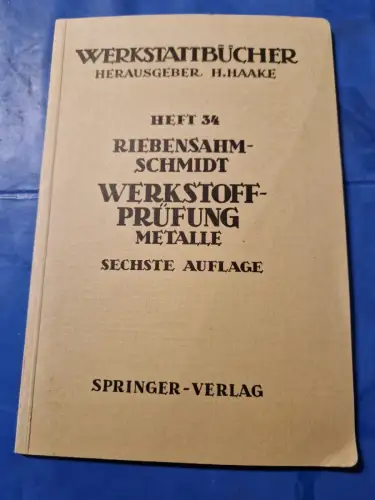 WERKSTATTBÜCHER
HERAUSGEBER H.HAAKE
HEFT 34
RIEBENSAHM-
SCHMIDT
WERKSTOFF-
PRÜFUNG
METALLE
SECHSTE AUFLAGE
SPRINGER-VERLAG